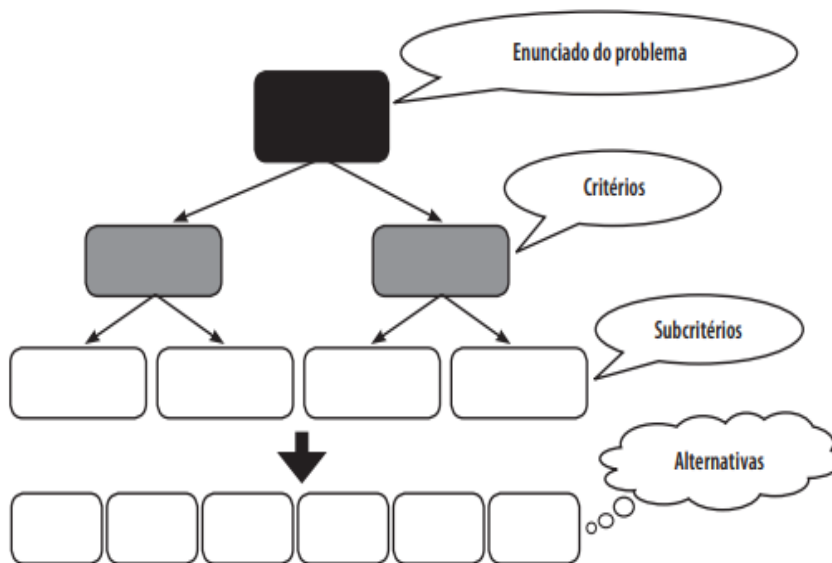 Enunciado do problema
Critérios
Subcritérios
Alternativas